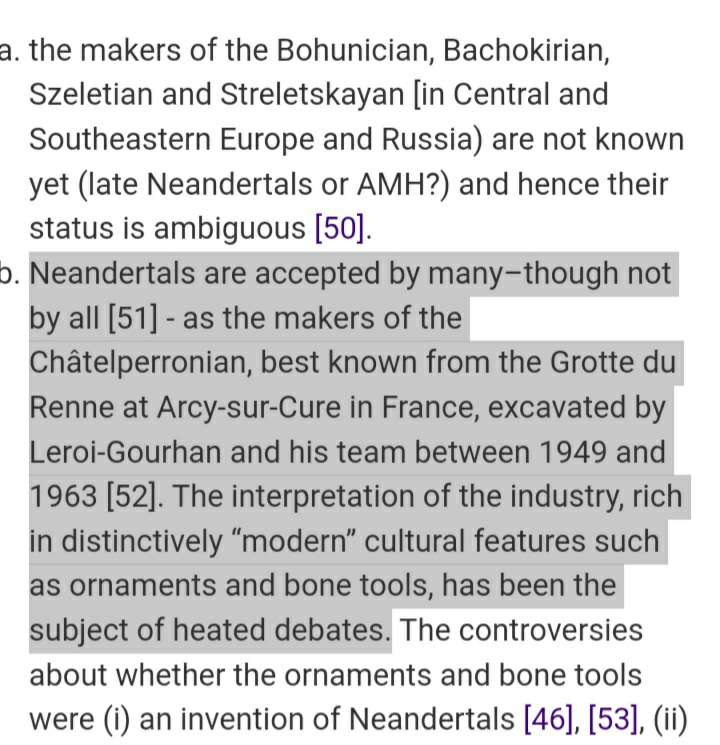 a. the makers of the Bohunician, Bachokirian,
Szeletian and Streletskayan [in Central and
Southeastern Europe and Russia) are not known
yet (late Neandertals or AMH?) and hence their
status is ambiguous [50].
b. Neandertals are accepted by many–though not
by all [51] - as the makers of the
Châtelperronian, best known from the Grotte du
Renne at Arcy-sur-Cure in France, excavated by
Leroi-Gourhan and his team between 1949 and
1963 [52]. The interpretation of the industry, rich
in distinctively “modern” cultural features such
as ornaments and bone tools, has been the
subject of heated debates. The controversies
about whether the ornaments and bone tools
were (i) an invention of Neandertals [46], [53], (ii)